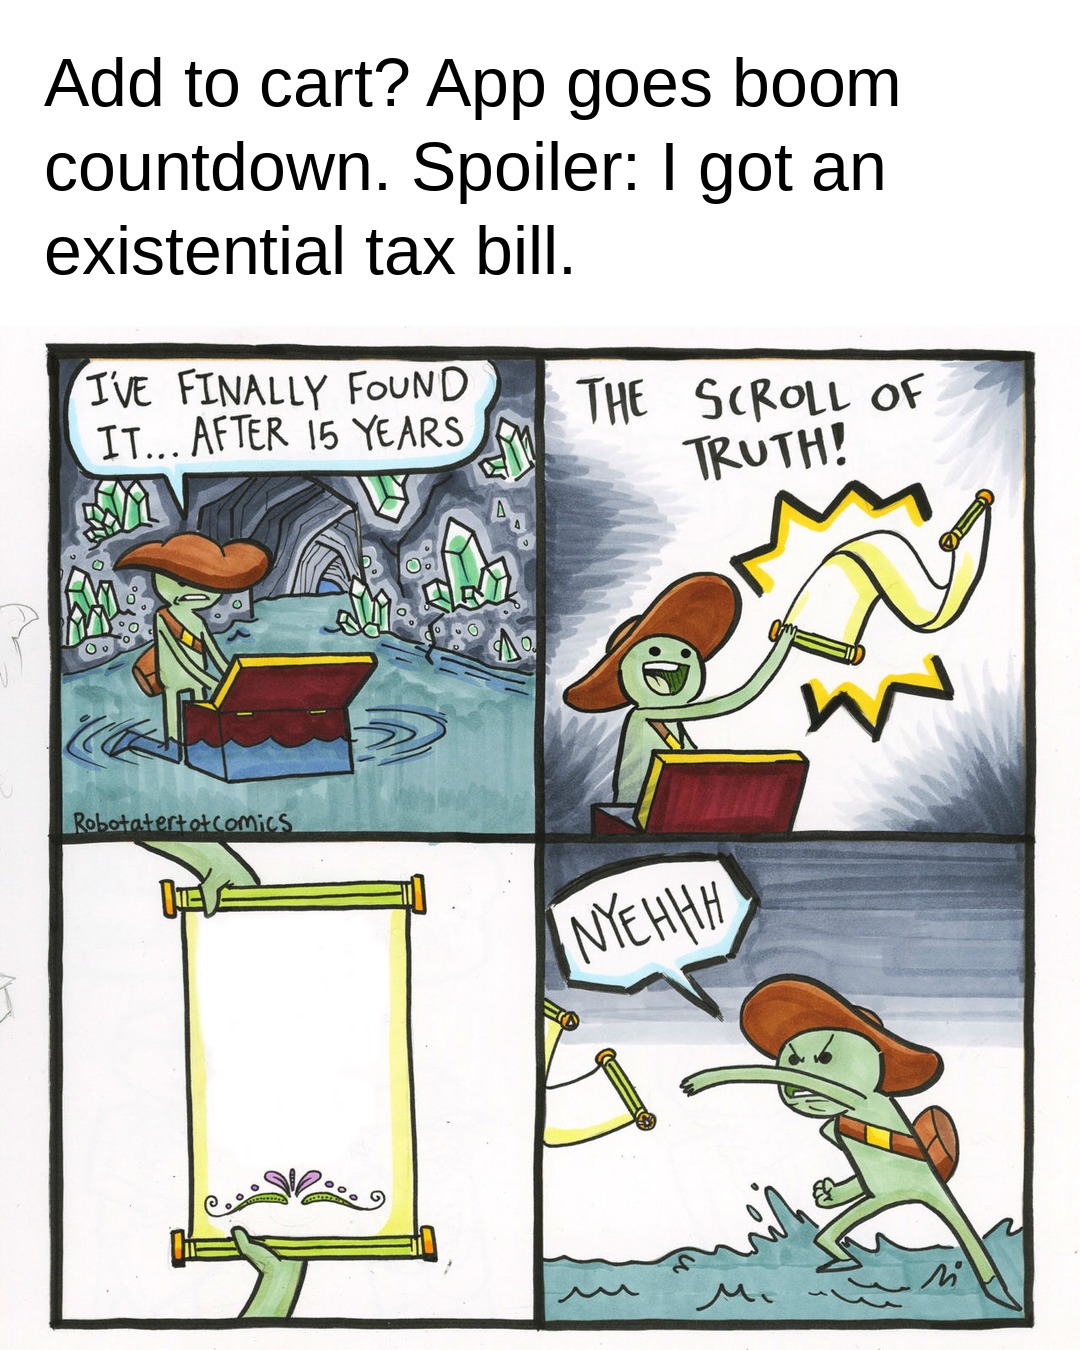 Add to cart? App goes boom
countdown. Spoiler: I got an
existential tax bill.
I'VE FINALLY FOUND
IT... AFTER 15 YEARS
THE SCROLL OF
TRUTH!
Robotatertotcomics
NYEHHH